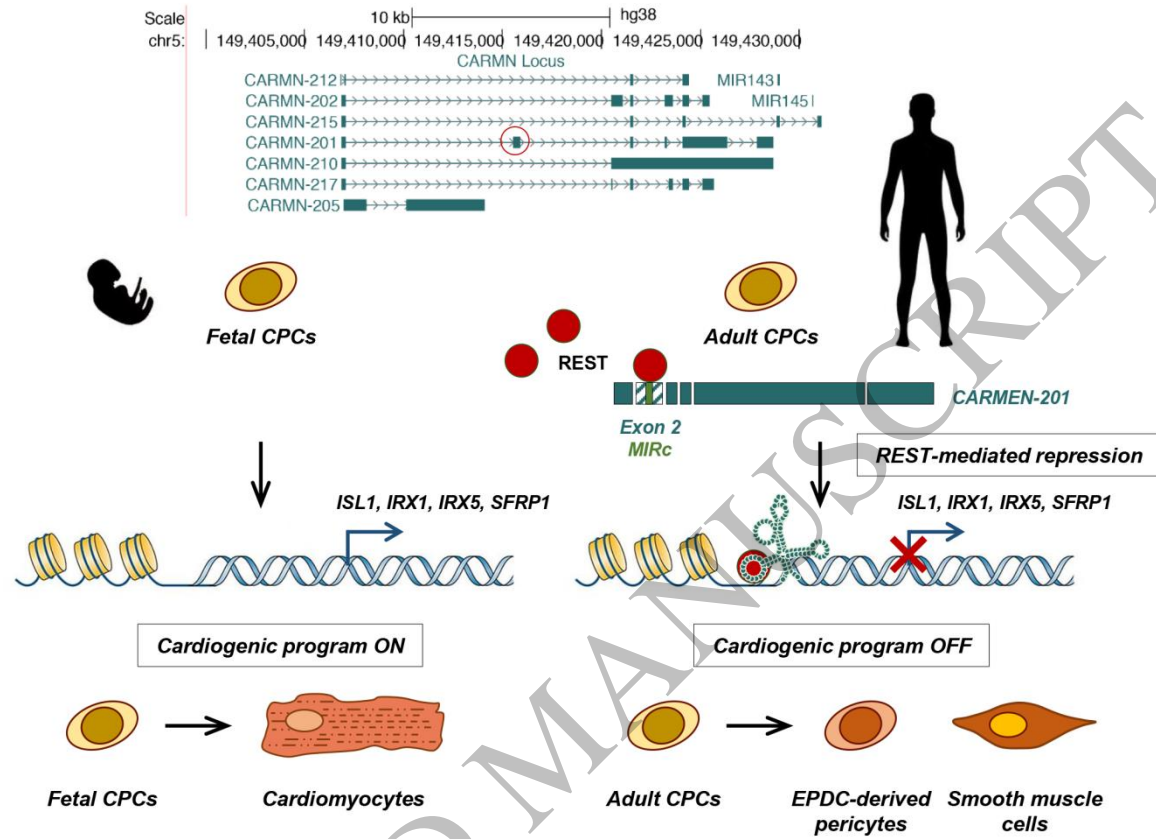 Scale 10 kb hg38
chr5: 149,405,000 149,410,000 149,415,000 149,420,000 149,425,000 149,430,000
CARMN Locus
CARMN-212 MIR143
CARMN-202 MIR145
CARMN-215
CARMN-201
CARMN-210
CARMN-217
CARMN-205
Fetal CPCs
Adult CPCs
REST
CARMEN-201
Exon 2
MIRc
REST-mediated repression
ISL1, IRX1, IRX5, SFRP1
ISL1, IRX1, IRX5, SFRP1
Cardiogenic program ON
Cardiogenic program OFF
Fetal CPCs
Cardiomyocytes
Adult CPCs
EPDC-derived
pericytes
Smooth muscle
cells
D MANUSCRIPT